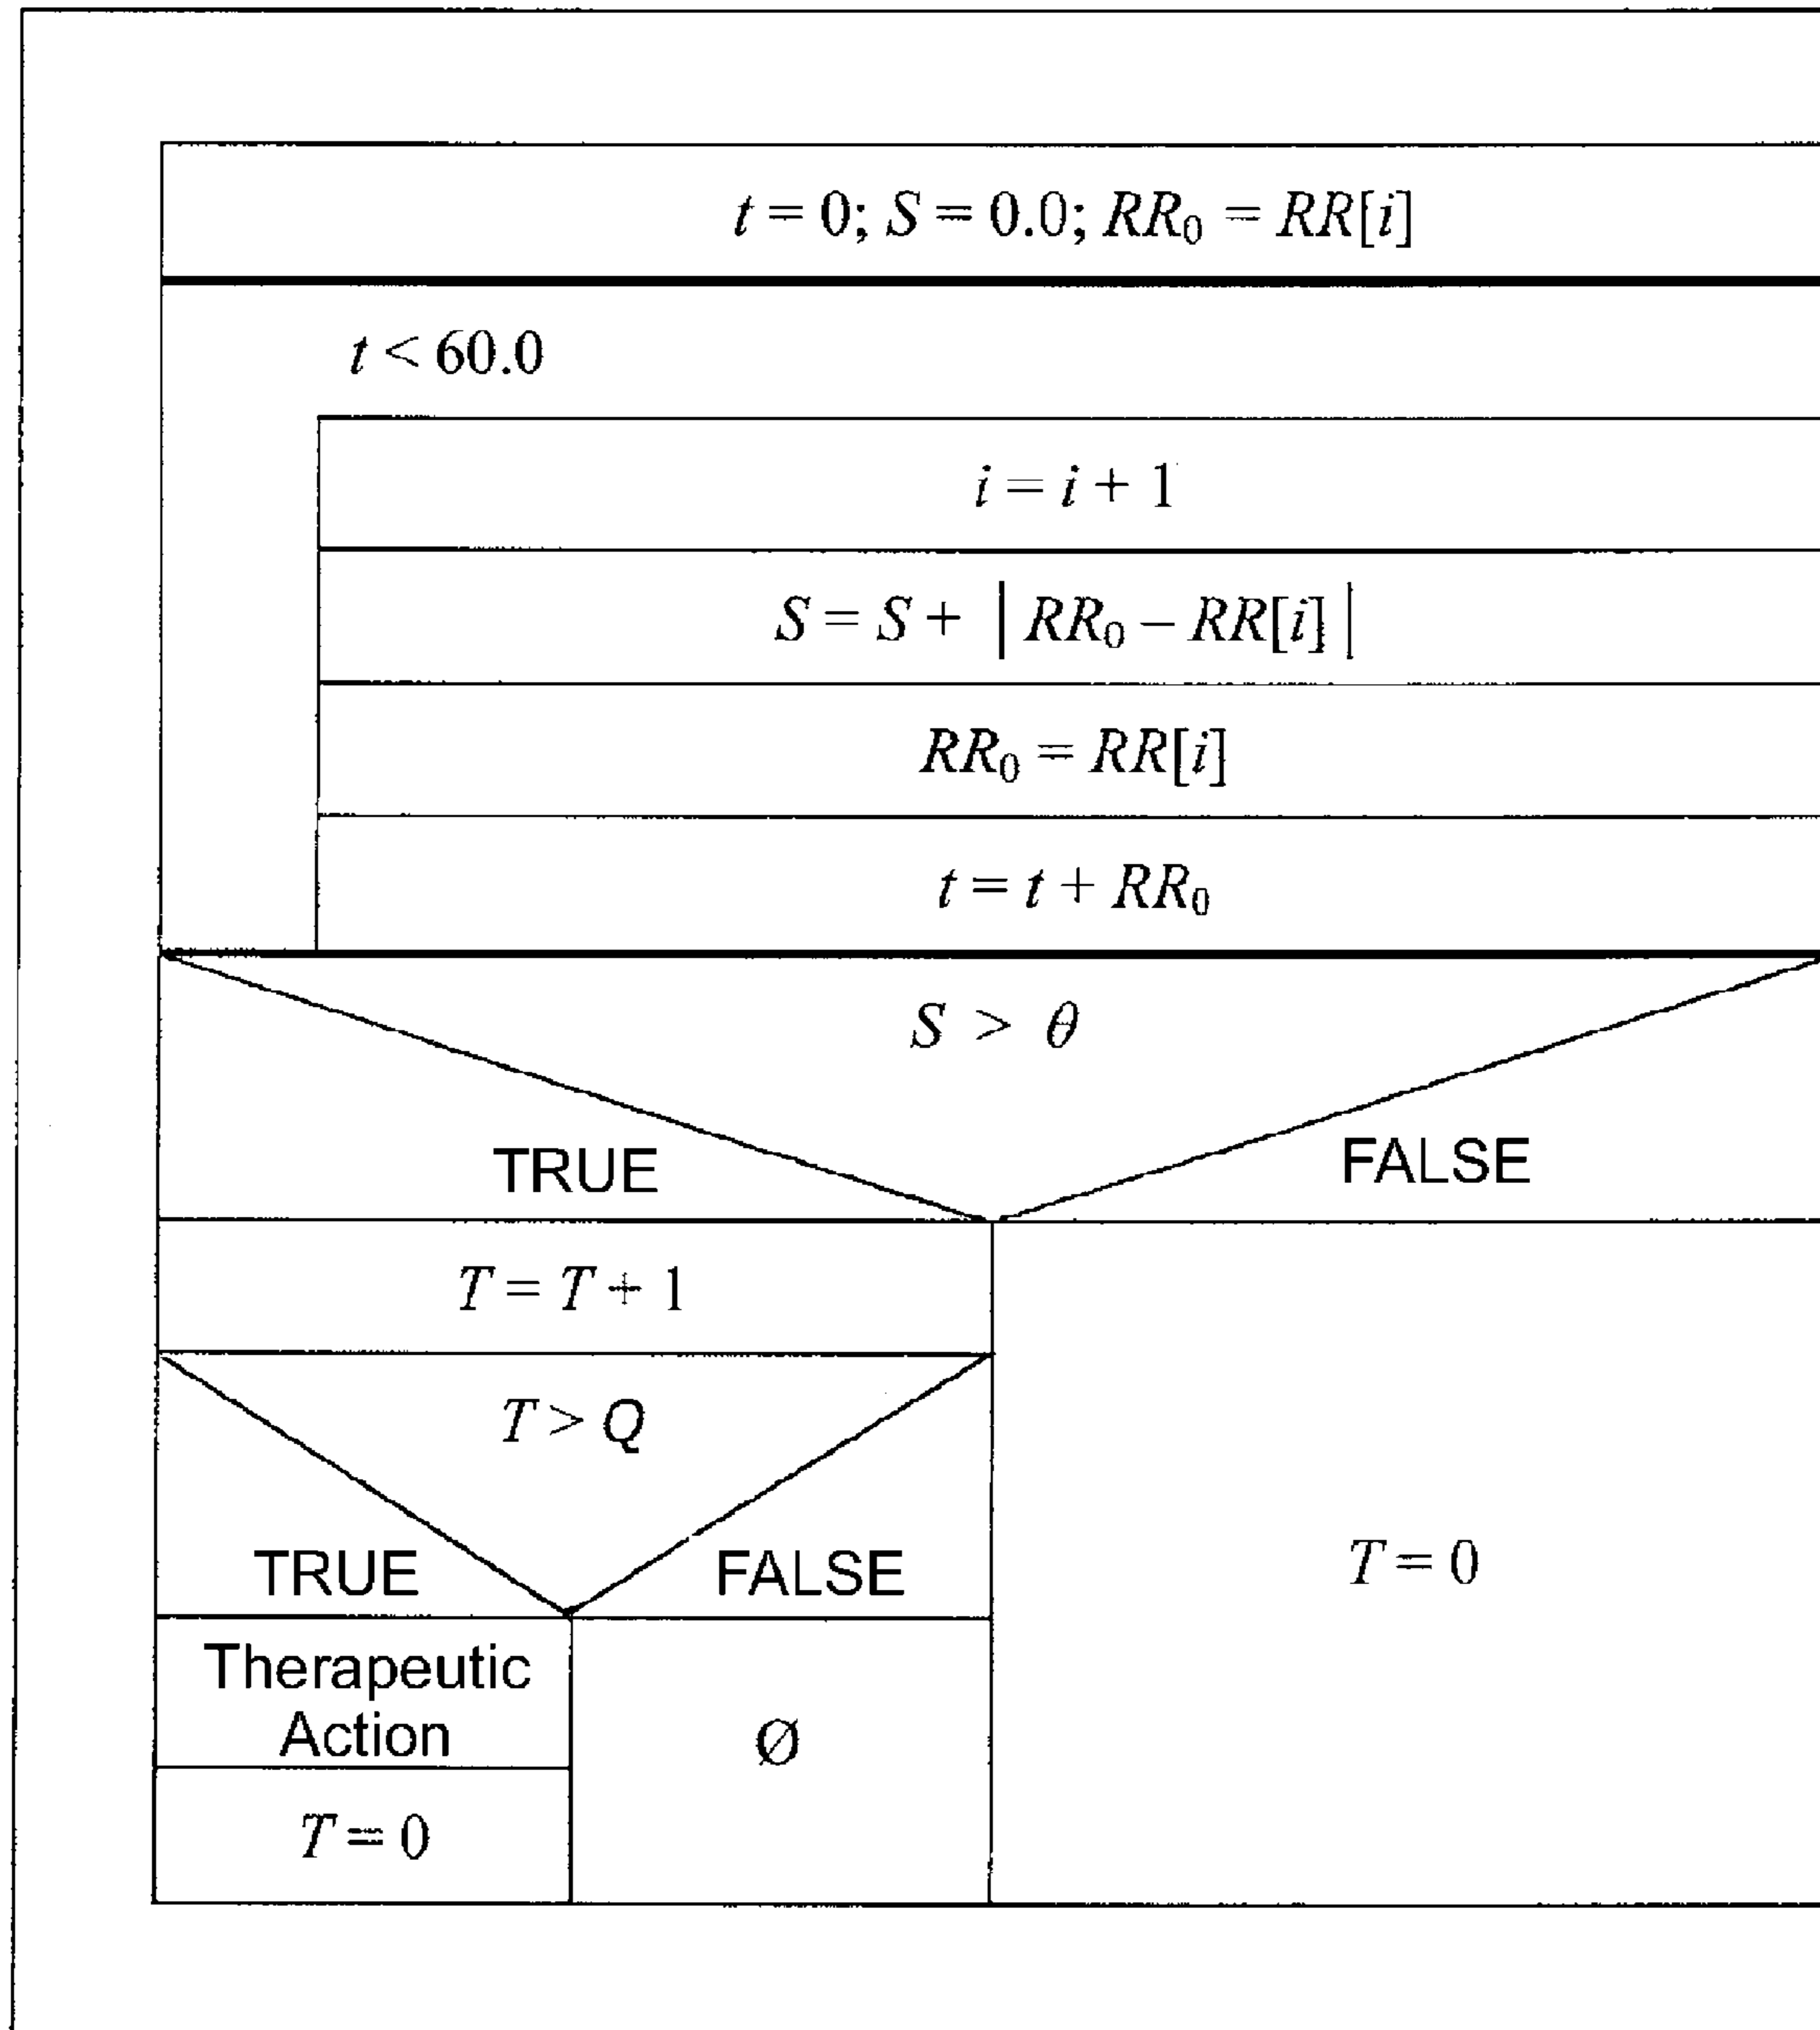 t = 0; S = 0.0; RR₀ = RR[i]
t < 60.0
i = i + 1
S = S + | RR₀ – RR[i] |
RR₀ = RR[i]
t = t + RR₀
S > θ
TRUE FALSE
T = T + 1
T > Q
TRUE FALSE
T = 0
Therapeutic
Action
Ø
T = 0